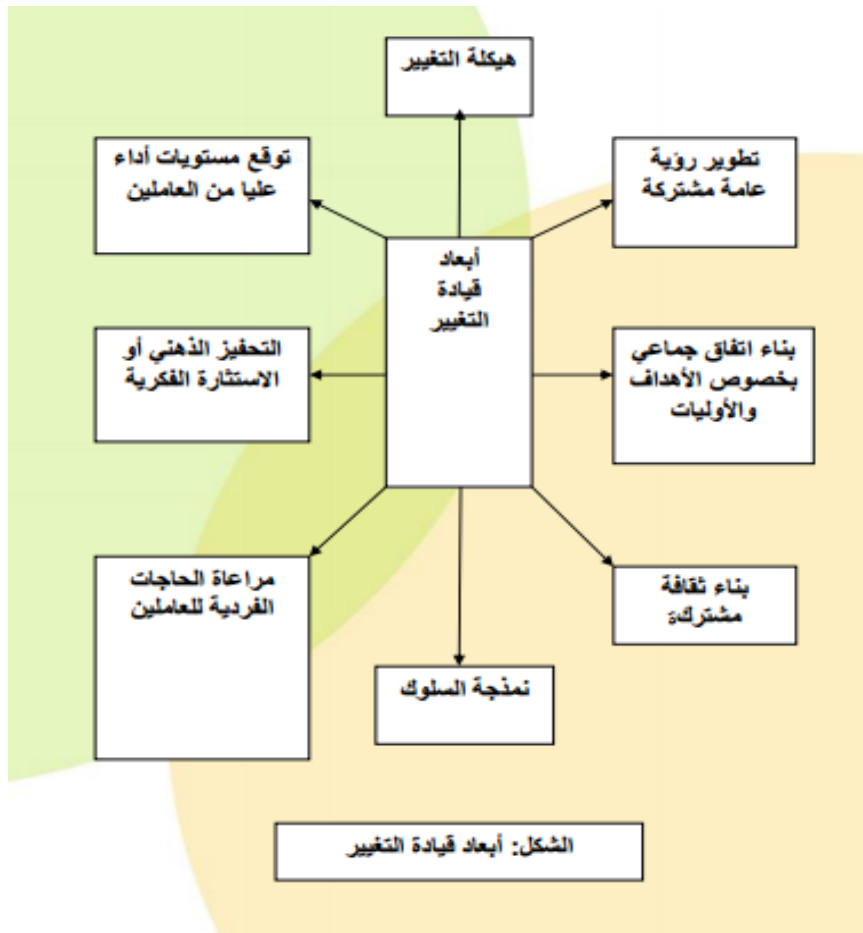 هيكلة التغيير
تطوير رؤية
عامة مشتركة
توقع مستويات أداء
عليا من العاملين
أبعاد
قيادة
التغيير
بناء اتفاق جماعي
بخصوص الأهداف
والأوليات
التحفيز الذهني أو
الاستثارة الفكرية
بناء ثقافة
مشتركة
مراعاة الحاجات
الفردية للعاملين
نمذجة السلوك
الشكل: أبعاد قيادة التغيير